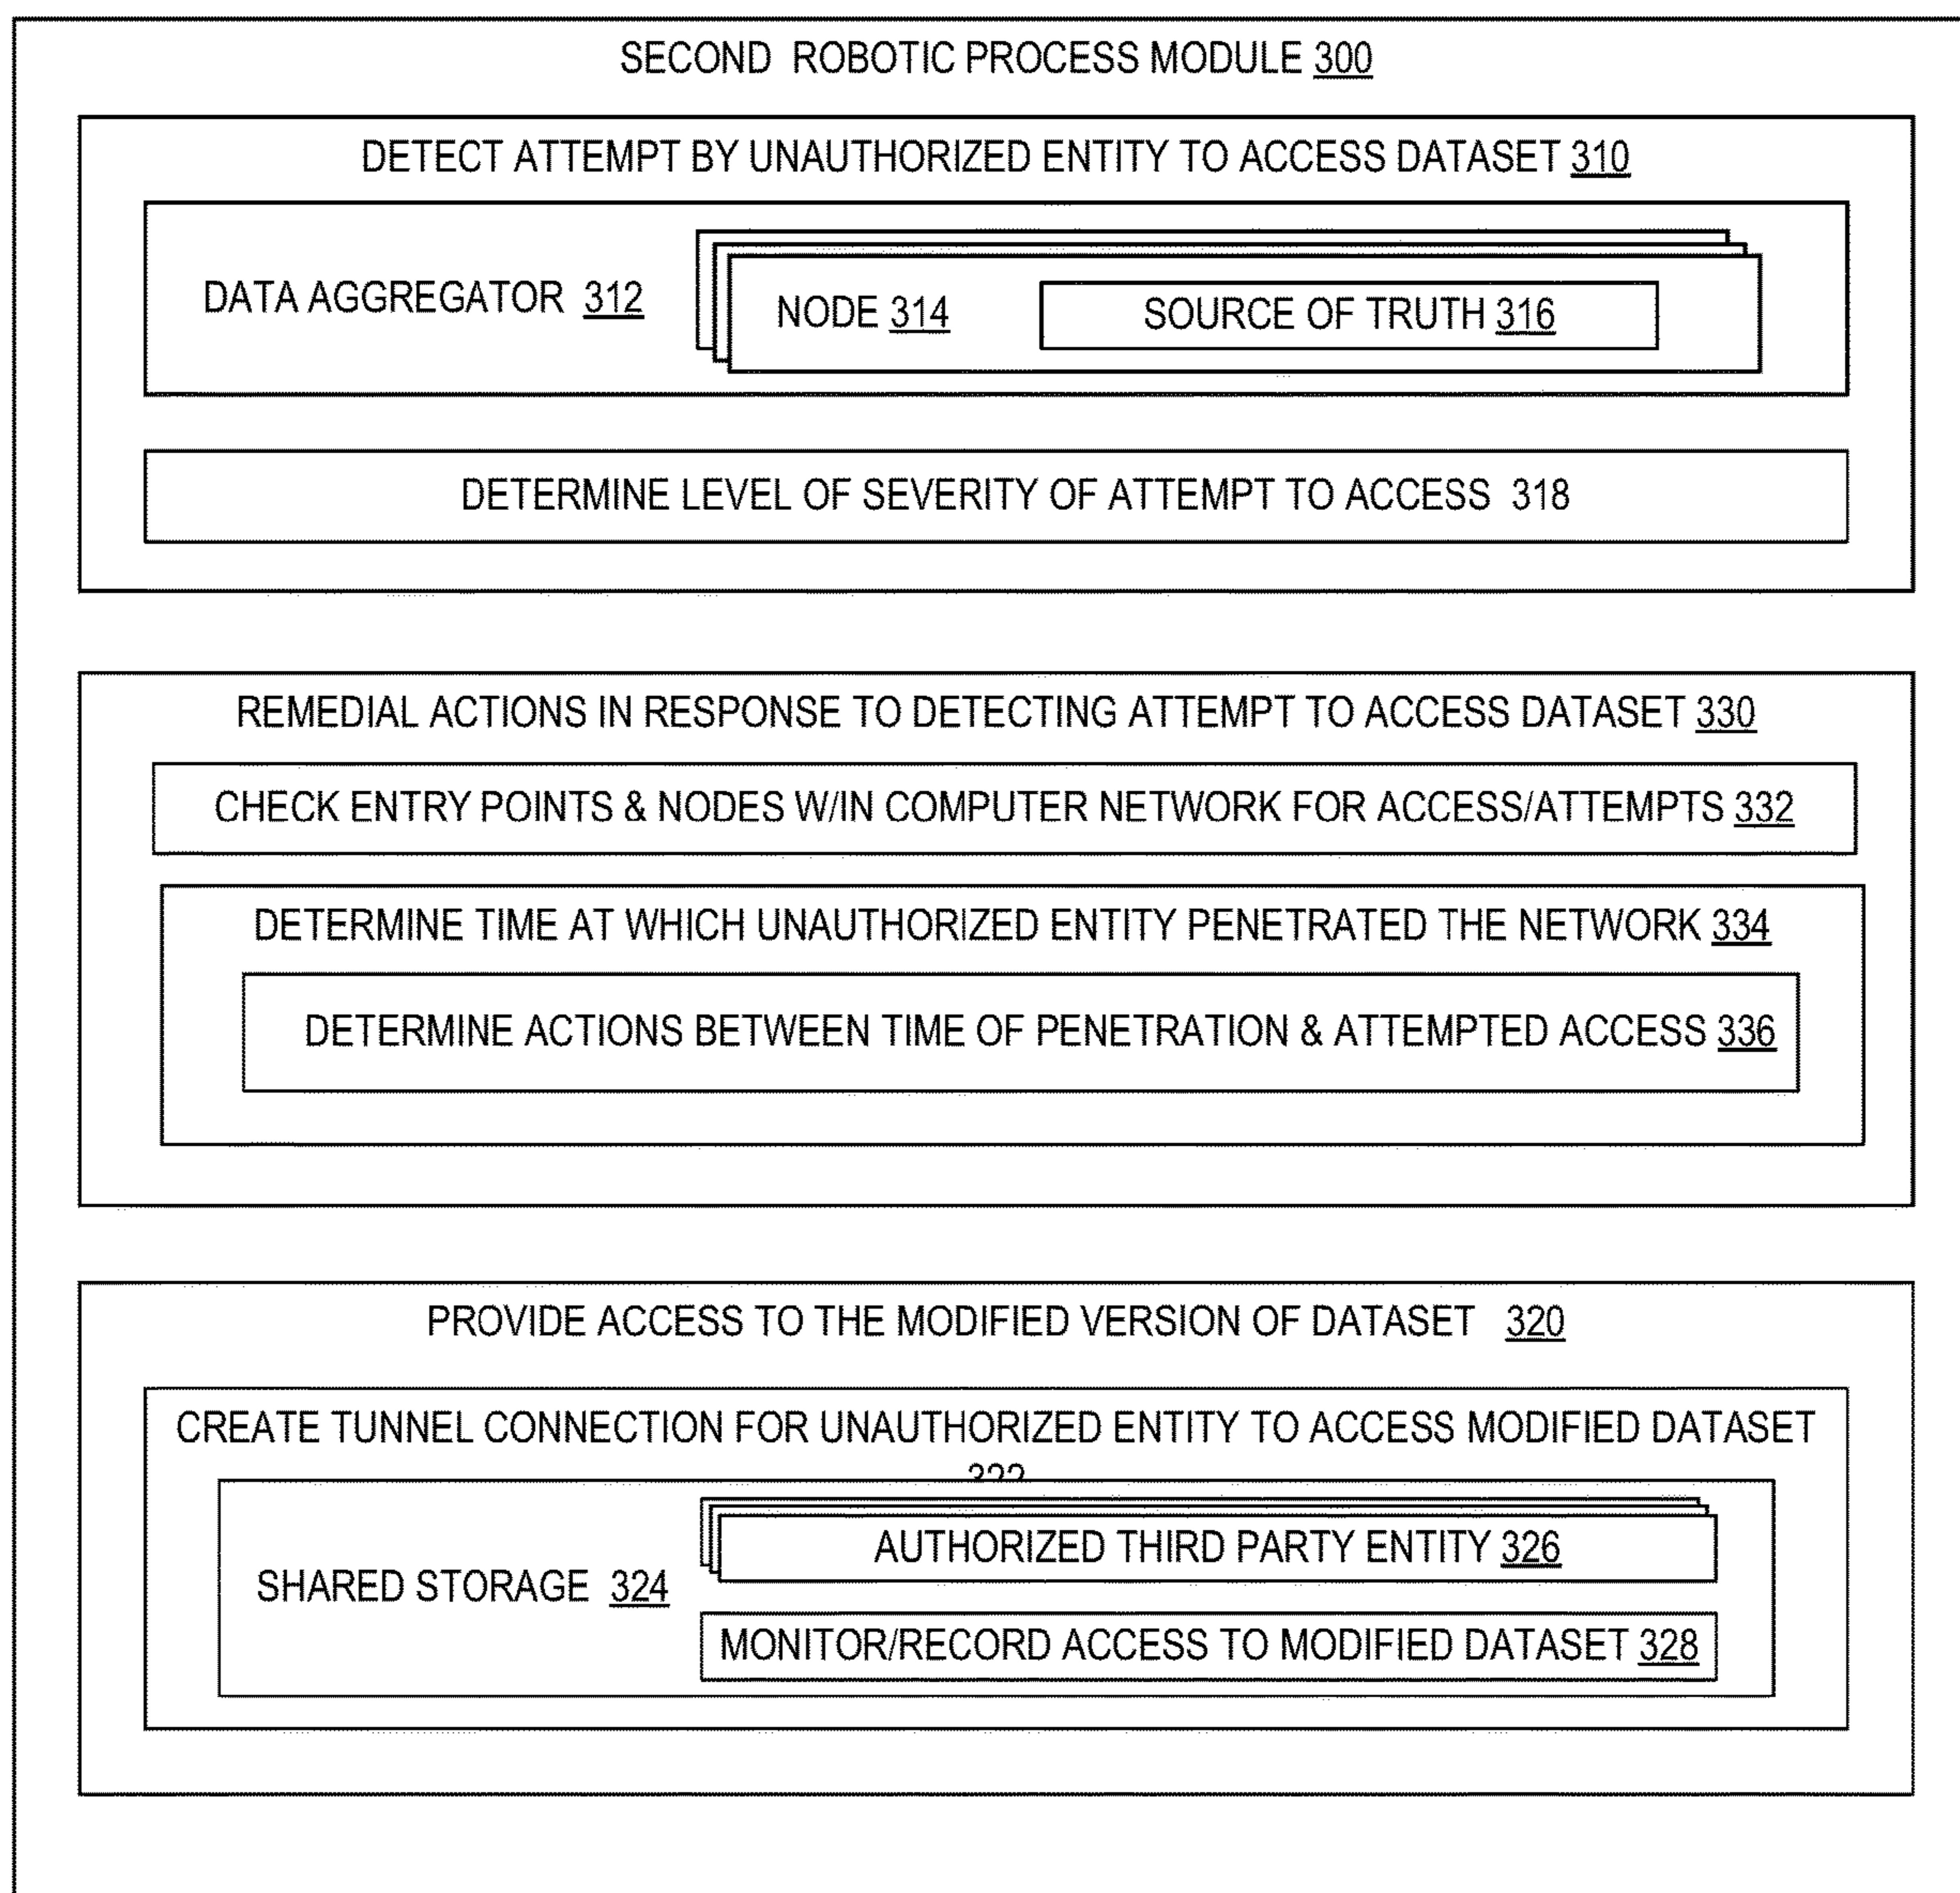 SECOND ROBOTIC PROCESS MODULE 300
DETECT ATTEMPT BY UNAUTHORIZED ENTITY TO ACCESS DATASET 310
DATA AGGREGATOR 312
NODE 314
SOURCE OF TRUTH 316
DETERMINE LEVEL OF SEVERITY OF ATTEMPT TO ACCESS 318
REMEDIAL ACTIONS IN RESPONSE TO DETECTING ATTEMPT TO ACCESS DATASET 330
CHECK ENTRY POINTS & NODES W/IN COMPUTER NETWORK FOR ACCESS/ATTEMPTS 332
DETERMINE TIME AT WHICH UNAUTHORIZED ENTITY PENETRATED THE NETWORK 334
DETERMINE ACTIONS BETWEEN TIME OF PENETRATION & ATTEMPTED ACCESS 336
PROVIDE ACCESS TO THE MODIFIED VERSION OF DATASET 320
CREATE TUNNEL CONNECTION FOR UNAUTHORIZED ENTITY TO ACCESS MODIFIED DATASET
SHARED STORAGE 324
AUTHORIZED THIRD PARTY ENTITY 326
MONITOR/RECORD ACCESS TO MODIFIED DATASET 328